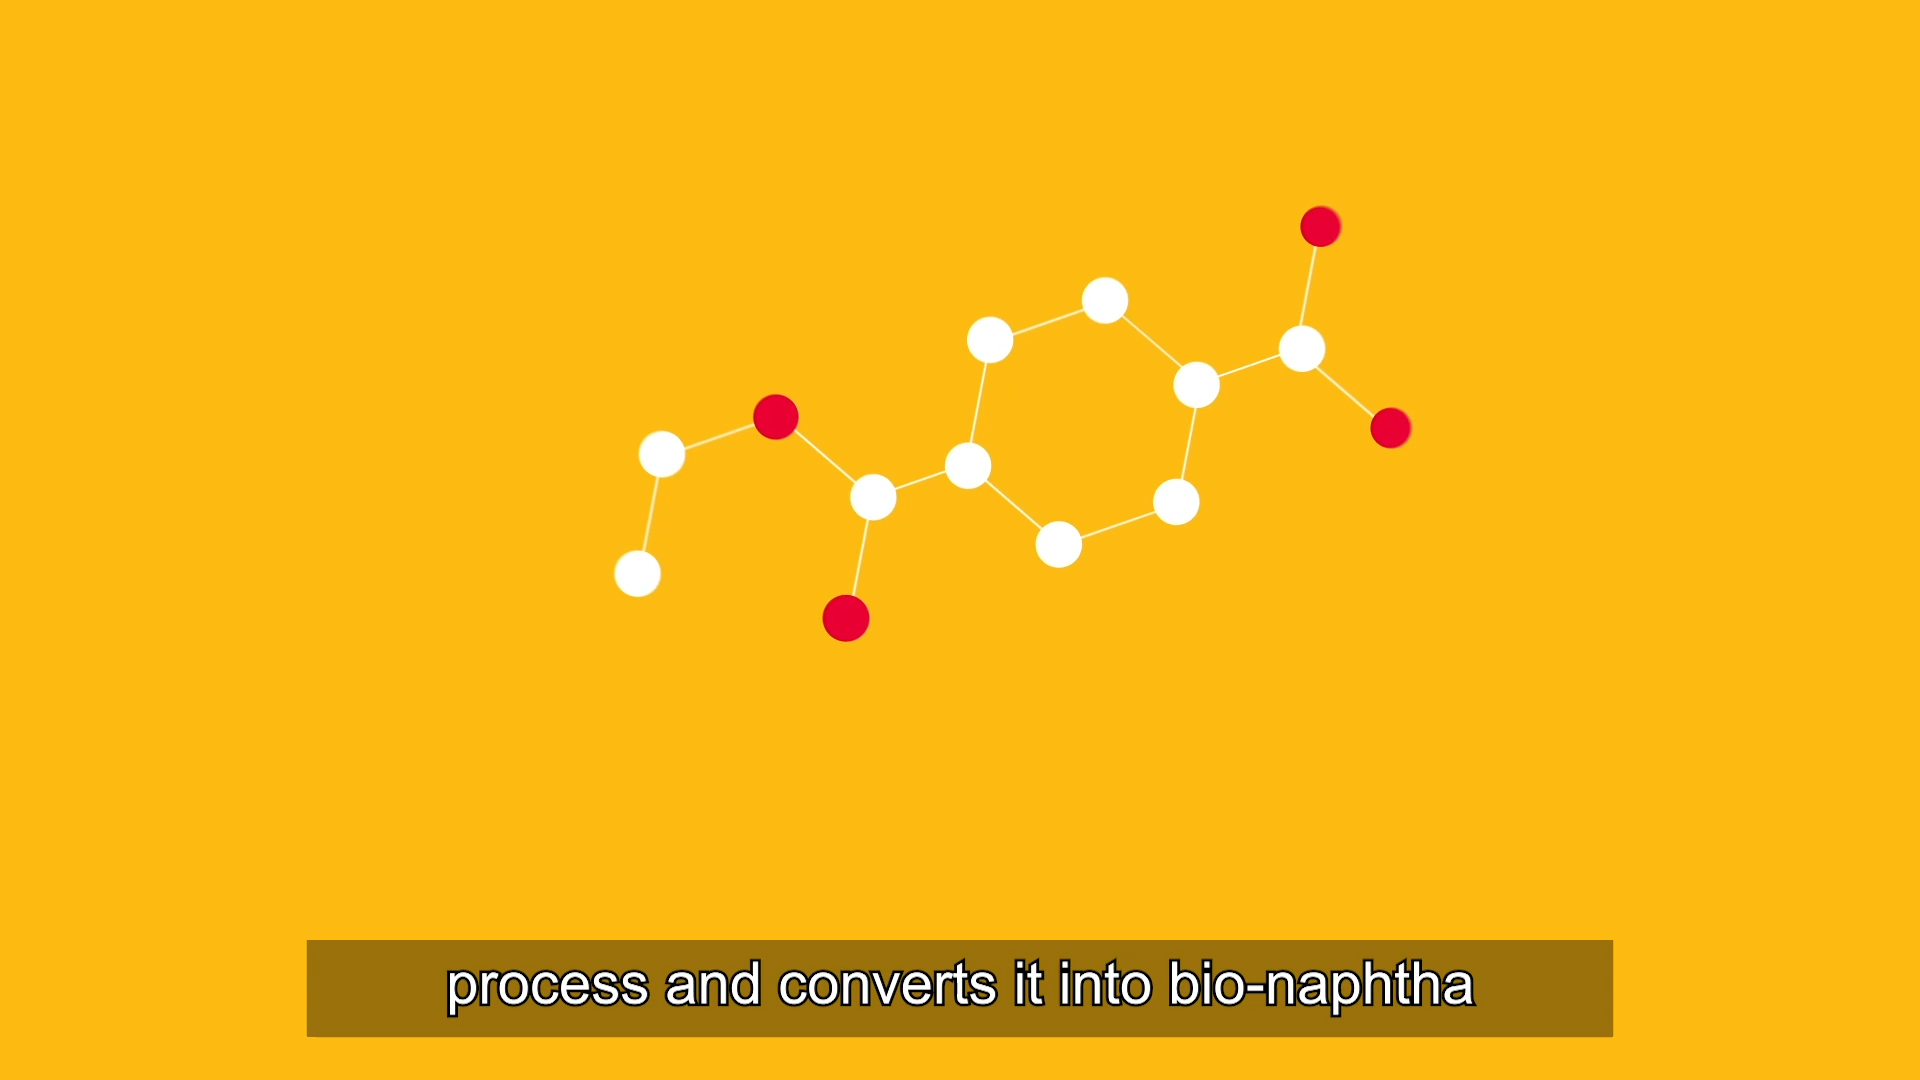 process and converts it into bio-naphtha